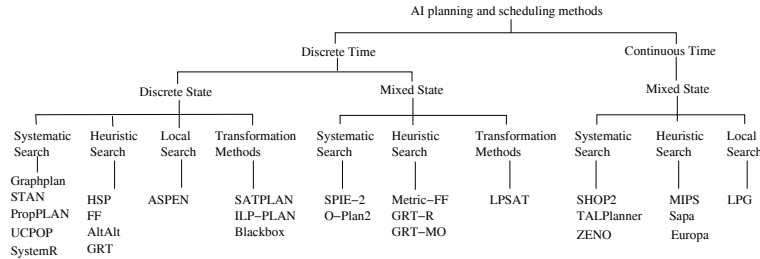 AI planning and scheduling methods
Discrete Time
Continuous Time
Discrete State
Mixed State
Mixed State
Systematic
Search
Heuristic
Search
Local
Search
Transformation
Methods
Systematic
Search
Heuristic
Search
Transformation
Methods
Systematic
Search
Heuristic
Search
Local
Search
Graphplan
STAN
PropPLAN
UCPOP
SystemR
HSP
FF
AltAlt
GRT
ASPEN
SATPLAN
ILP-PLAN
Blackbox
SPIE-2
O-Plan2
Metric-FF
GRT-R
GRT-MO
LPSAT
SHOP2
TALPlanner
ZENO
MIPS
Sapa
Europa
LPG